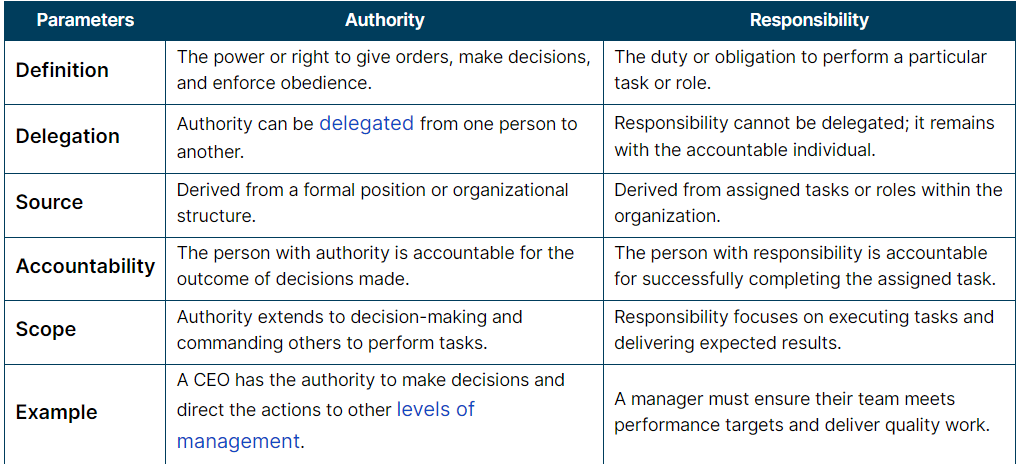 Parameters Authority Responsibility
Definition
The power or right to give orders, make decisions,
and enforce obedience.
The duty or obligation to perform a particular
task or role.
Delegation
Authority can be delegated from one person to
another.
Responsibility cannot be delegated; it remains
with the accountable individual.
Source
Derived from a formal position or organizational
structure.
Derived from assigned tasks or roles within the
organization.
Accountability
The person with authority is accountable for the
outcome of decisions made.
The person with responsibility is accountable
for successfully completing the assigned task.
Scope
Authority extends to decision-making and
commanding others to perform tasks.
Responsibility focuses on executing tasks and
delivering expected results.
Example
A CEO has the authority to make decisions and
direct the actions to other levels of
management.
A manager must ensure their team meets
performance targets and deliver quality work.